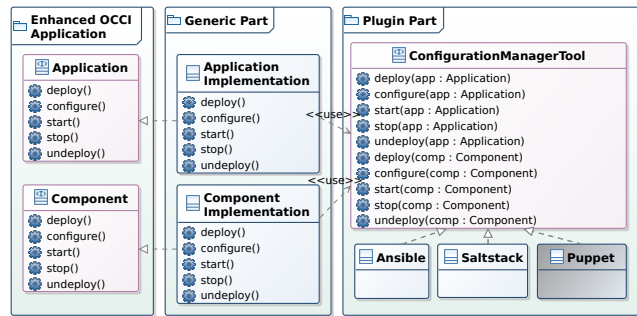 Enhanced OCCI
Application
Application
deploy()
configure()
start()
stop()
undeploy()
Component
deploy()
configure()
start()
stop()
undeploy()
Generic Part
Application
Implementation
deploy()
configure()
start()
stop()
undeploy()
Component
Implementation
deploy()
configure()
start()
stop()
undeploy()
<<use>>
<<use>>
Plugin Part
ConfigurationManagerTool
deploy(app : Application)
configure(app : Application)
start(app : Application)
stop(app : Application)
undeploy(app : Application)
deploy(comp : Component)
configure(comp : Component)
start(comp : Component)
stop(comp : Component)
undeploy(comp : Component)
Ansible
Saltstack
Puppet